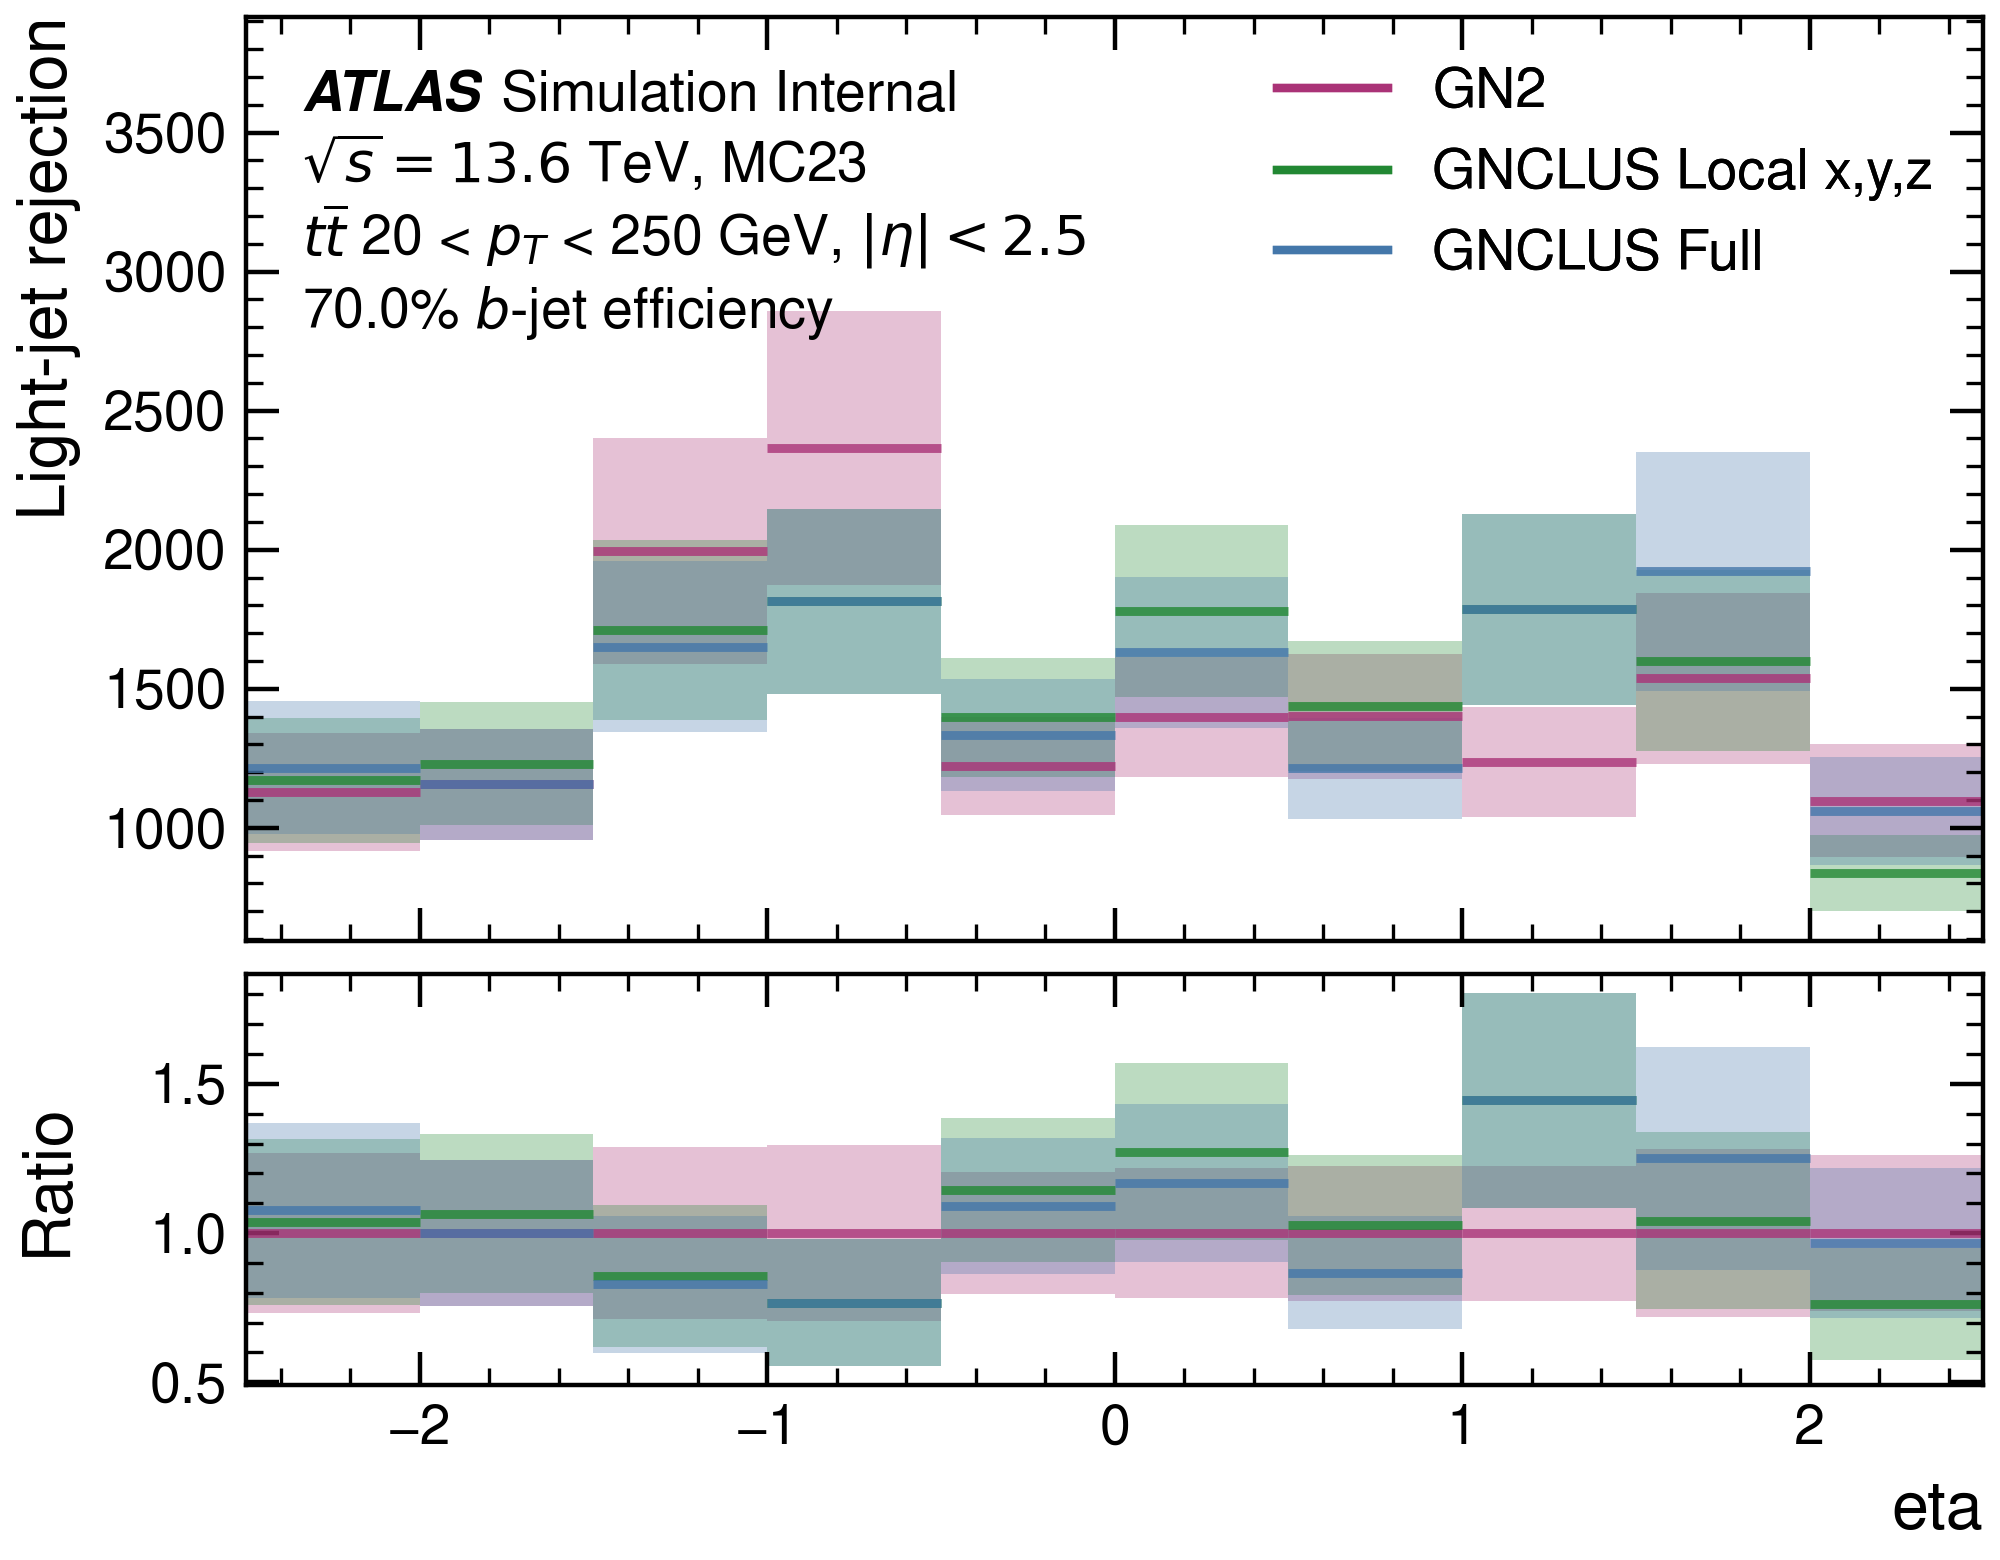 Light-jet rejection
3500
3000
2500
2000
1500
1000
ATLAS Simulation Internal
√s = 13.6 TeV, MC23
tt̄ 20 < p_T < 250 GeV, |η| < 2.5
70.0% b-jet efficiency
GN2
GNCLUS Local x,y,z
GNCLUS Full
Ratio
1.5
1.0
0.5
−2
−1
0
1
2
eta